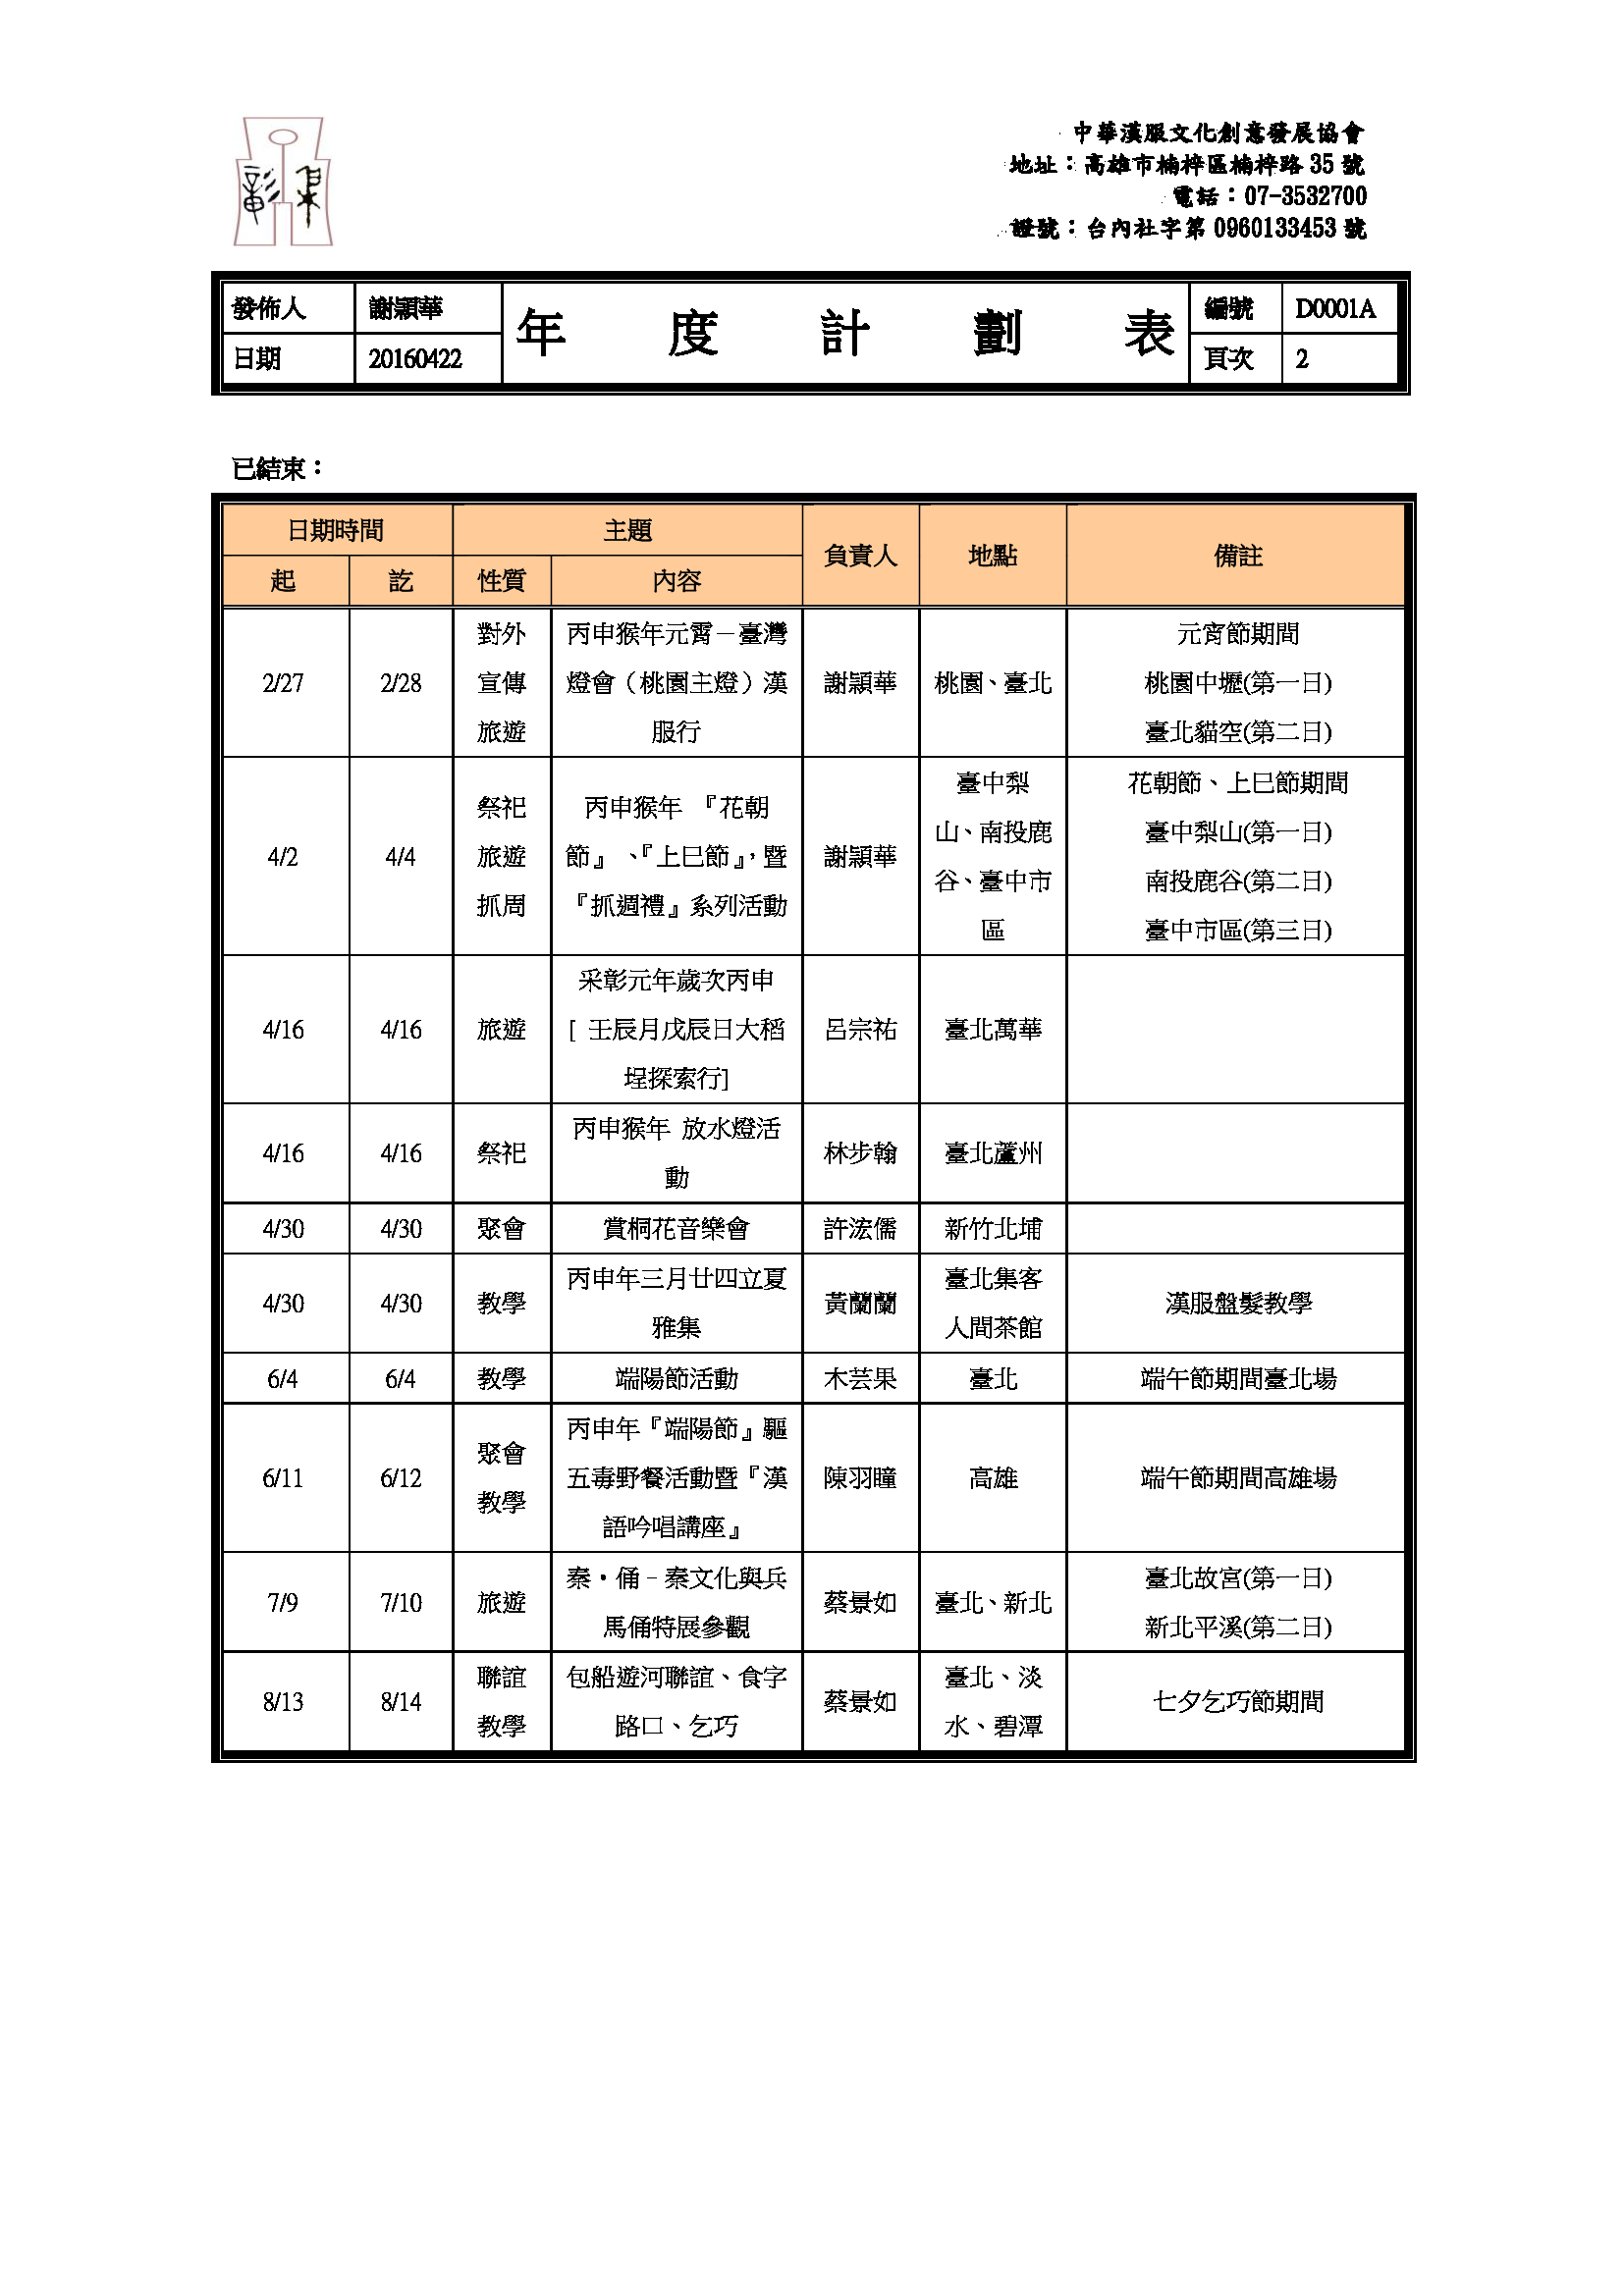 中華漢服文化創意發展協會
地址：高雄市楠梓區楠梓路 35 號
電話：07-3532700
證號：台內社字第 0960133453 號
發佈人 謝穎華 年 度 計 劃 表 編號 D0001A
日期 20160422 頁次 2
已結束：
日期時間 主題 負責人 地點 備註
起 訖 性質 內容
2/27 2/28 對外 宣傳 旅遊 丙申猴年元宵－臺灣 燈會（桃園主燈）漢 服行 謝穎華 桃園、臺北 元宵節期間 桃園中壢(第一日) 臺北貓空(第二日)
4/2 4/4 祭祀 旅遊 抓周 丙申猴年 『花朝 節』 、『上巳節』，暨 『抓週禮』系列活動 謝穎華 臺中梨 山、南投鹿 谷、臺中市 區 花朝節、上巳節期間 臺中梨山(第一日) 南投鹿谷(第二日) 臺中市區(第三日)
4/16 4/16 旅遊 采彰元年歲次丙申 [ 壬辰月戊辰日大稻 埕探索行] 呂宗祐 臺北萬華
4/16 4/16 祭祀 丙申猴年 放水燈活 動 林步翰 臺北蘆州
4/30 4/30 聚會 賞桐花音樂會 許浤儒 新竹北埔
4/30 4/30 教學 丙申年三月廿四立夏 雅集 黃蘭蘭 臺北集客 人間茶館 漢服盤髮教學
6/4 6/4 教學 端陽節活動 木芸果 臺北 端午節期間臺北場
6/11 6/12 聚會 教學 丙申年『端陽節』驅 五毒野餐活動暨『漢 語吟唱講座』 陳羽瞳 高雄 端午節期間高雄場
7/9 7/10 旅遊 秦‧俑–秦文化與兵 馬俑特展參觀 蔡景如 臺北、新北 臺北故宮(第一日) 新北平溪(第二日)
8/13 8/14 聯誼 教學 包船遊河聯誼、食字 路口、乞巧 蔡景如 臺北、淡 水、碧潭 七夕乞巧節期間